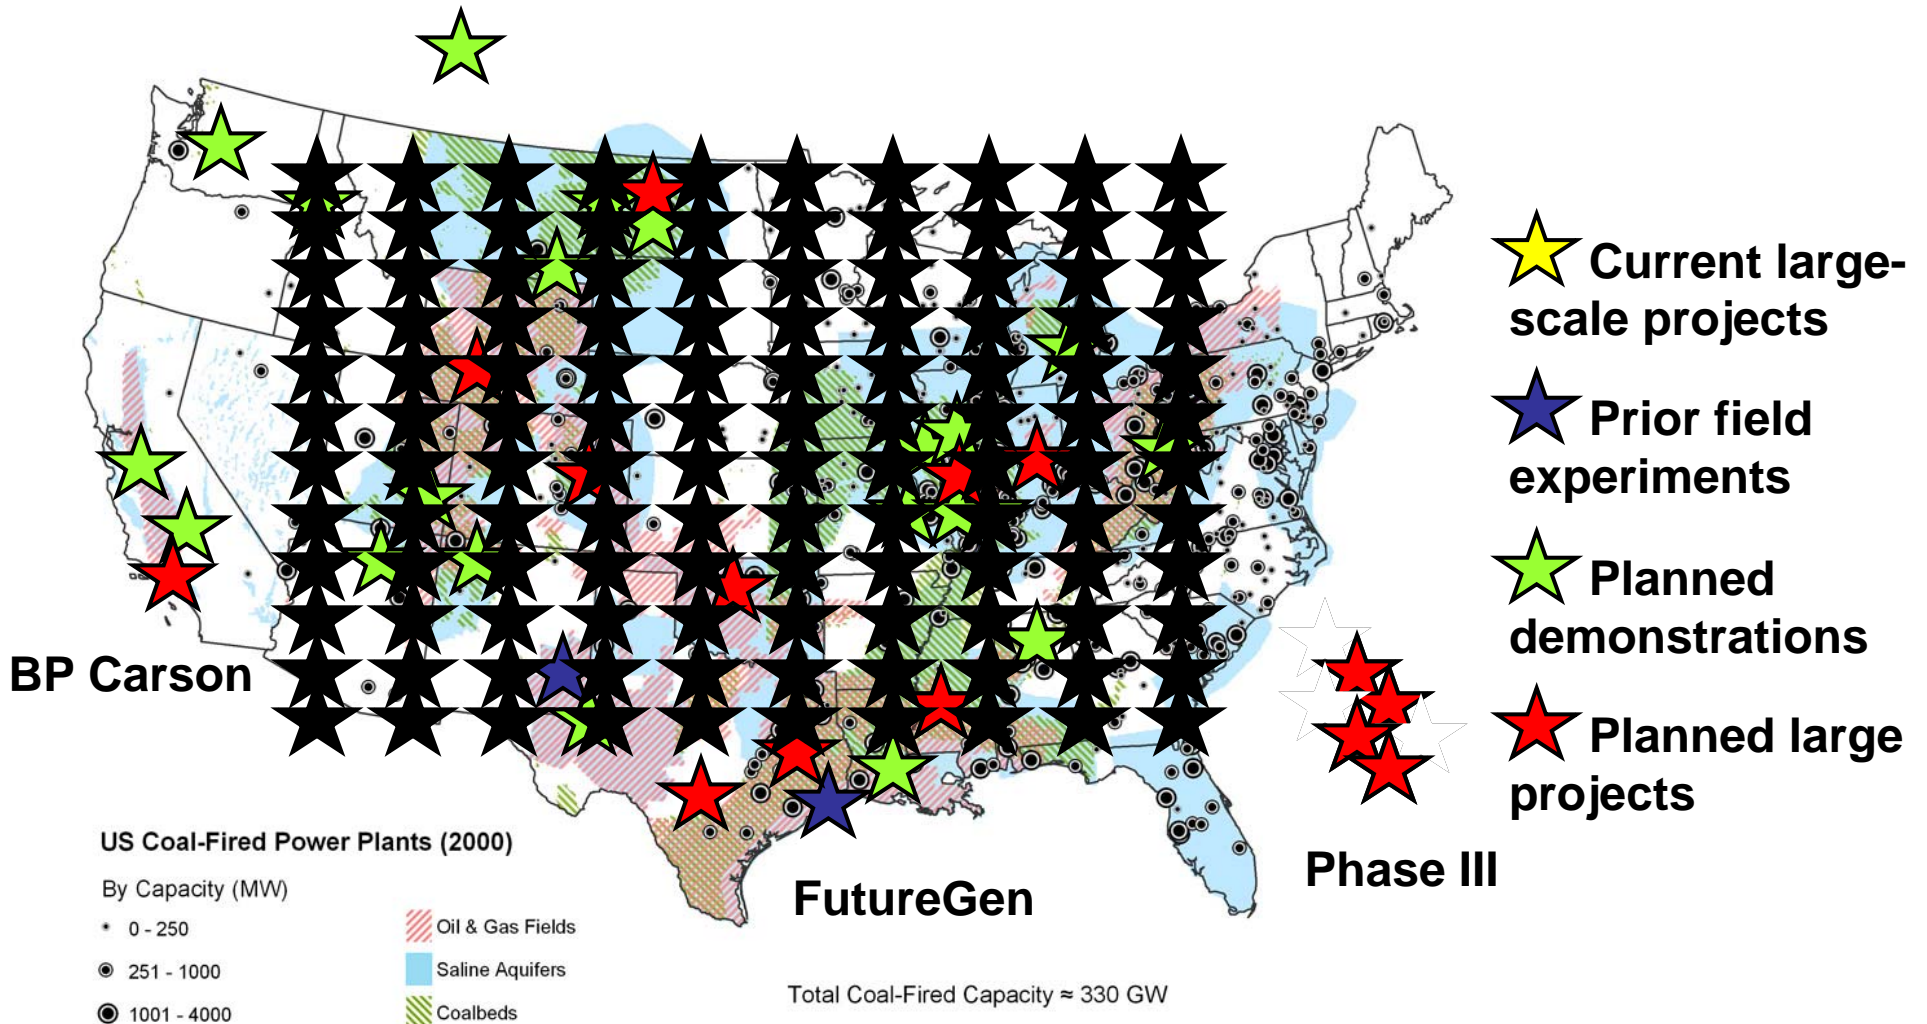 Current large-
scale projects
Prior field
experiments
Planned
demonstrations
Planned large
projects
BP Carson
FutureGen
Phase III
US Coal-Fired Power Plants (2000)
By Capacity (MW)
0 - 250
251 - 1000
1001 - 4000
Oil & Gas Fields
Saline Aquifers
Coalbeds
Total Coal-Fired Capacity ≈ 330 GW